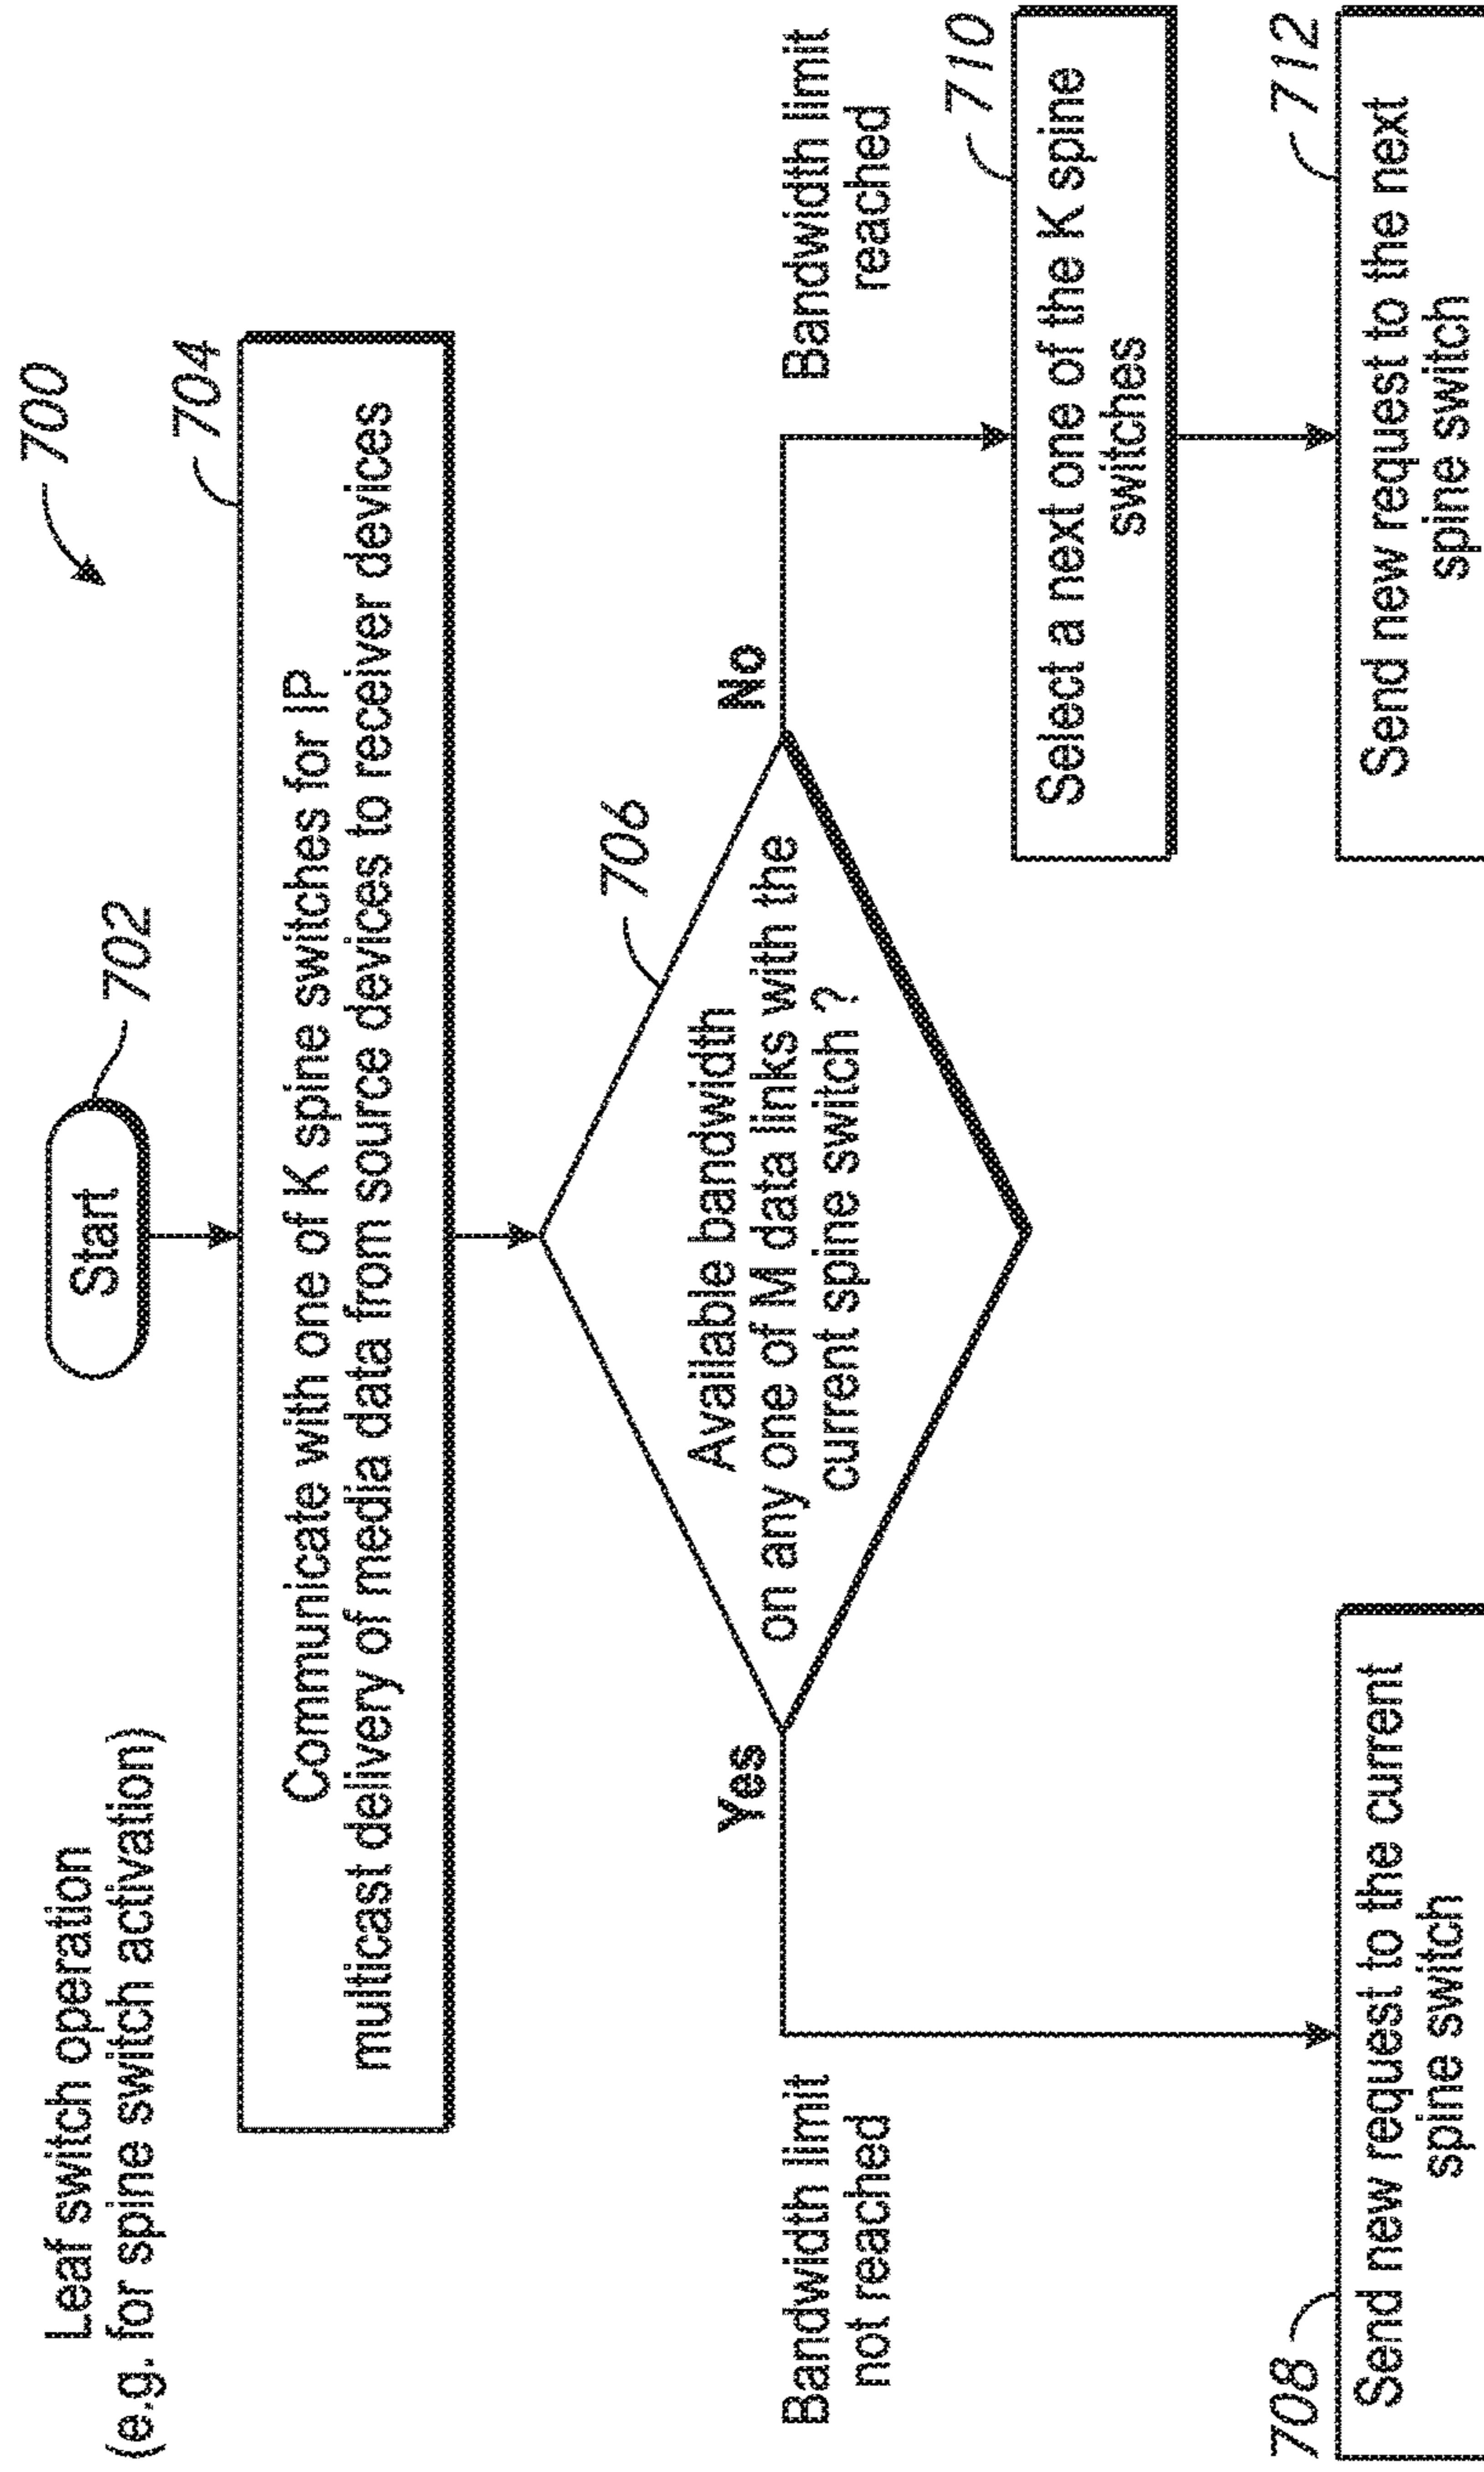 Leaf switch operation
(e.g. for spine switch activation)
700
Start
702
704
Communicate with one of K spine switches for IP
multicast delivery of media data from source devices to receiver devices
706
Available bandwidth
on any one of M data links with the
current spine switch ?
Yes
No
Bandwidth limit
not reached
Bandwidth limit
reached
710
Select a next one of the K spine
switches
708
Send new request to the current
spine switch
712
Send new request to the next
spine switch